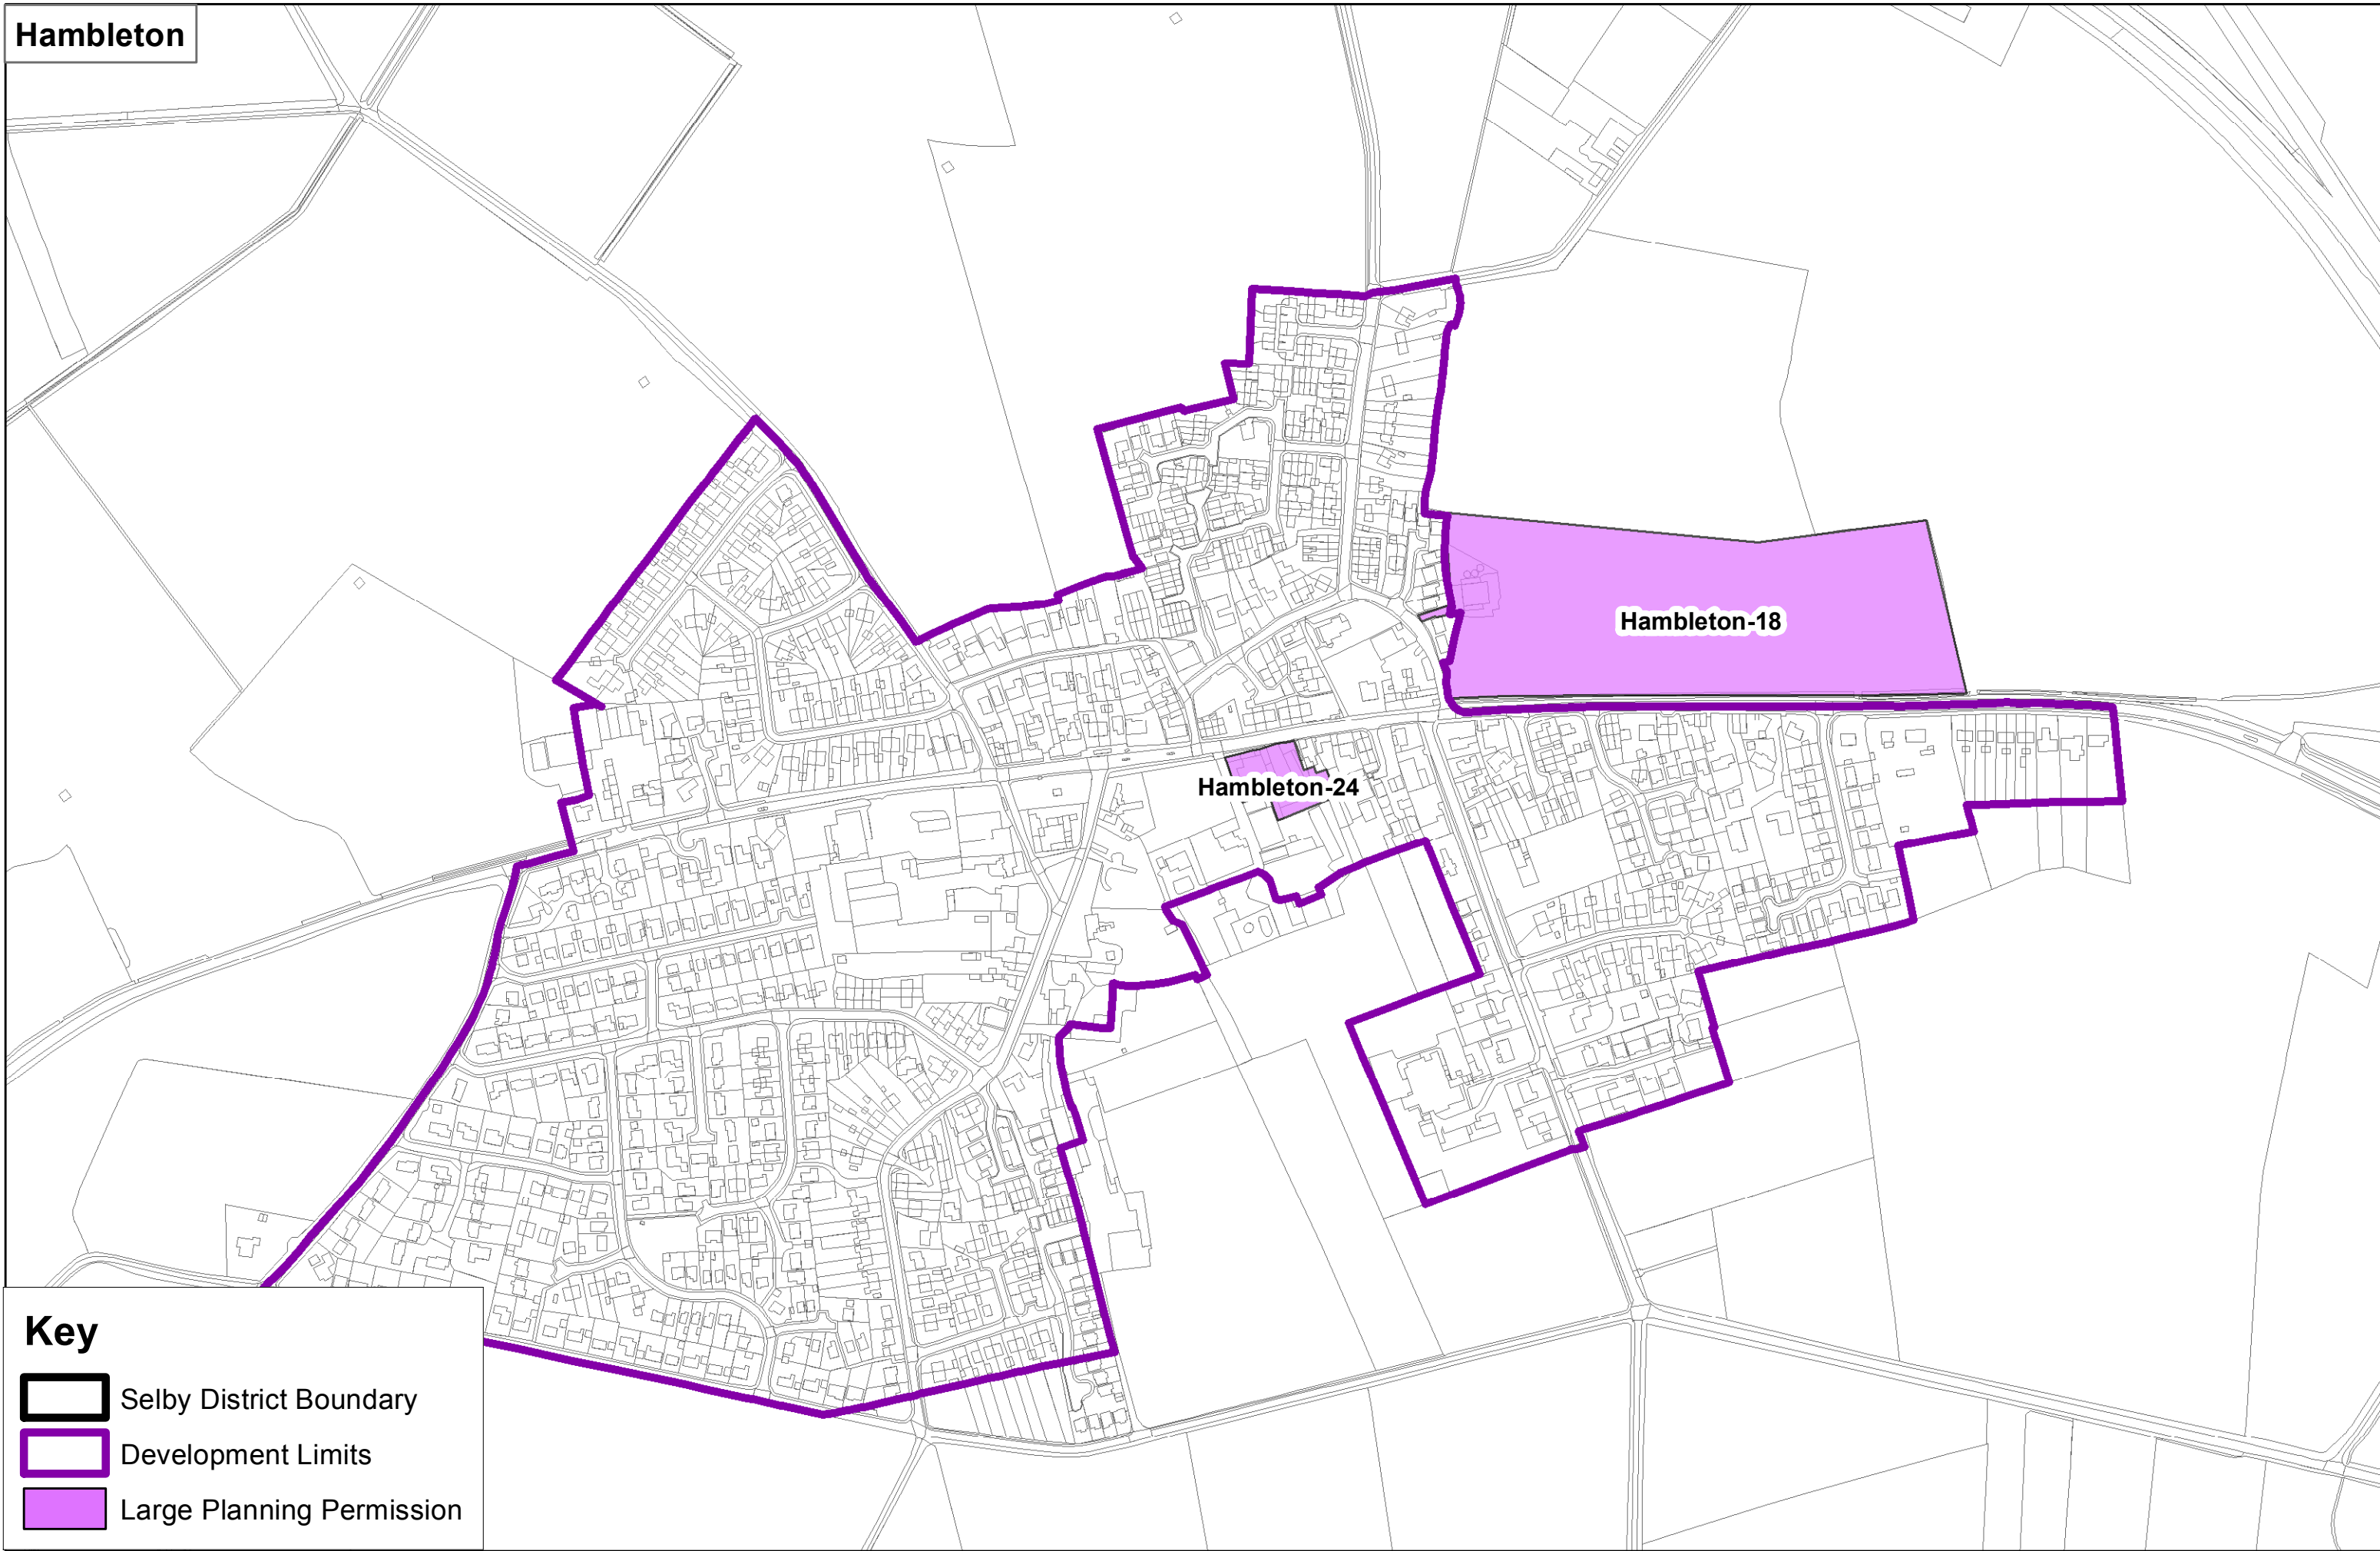 Hambleton
Hambleton-18
Hambleton-24
Key
Selby District Boundary
Development Limits
Large Planning Permission